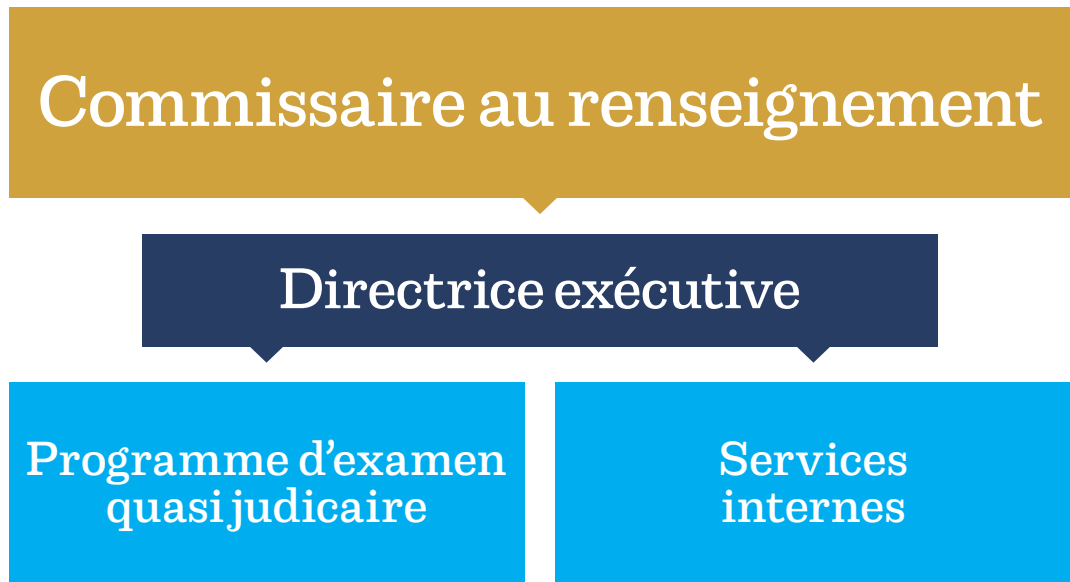 Commissaire au renseignement
Directrice exécutive
Programme d’examen
quasi judicaire
Services
internes